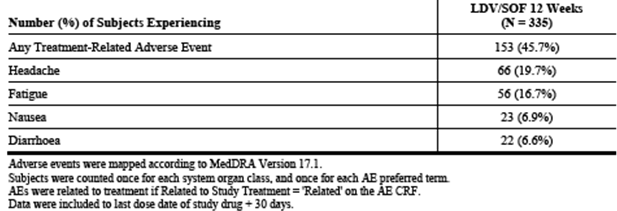 LDV/SOF 12 Weeks
Number (%) of Subjects Experiencing (N = 335)
Any Treatment-Related Adverse Event 153 (45.7%)
Headache 66 (19.7%)
Fatigue 56 (16.7%)
Nausea 23 (6.9%)
Diarrhoea 22 (6.6%)
Adverse events were mapped according to MedDRA Version 17.1.
Subjects were counted once for each system organ class, and once for each AE preferred term.
AEs were related to treatment if Related to Study Treatment = 'Related' on the AE CRF.
Data were included to last dose date of study drug + 30 days.